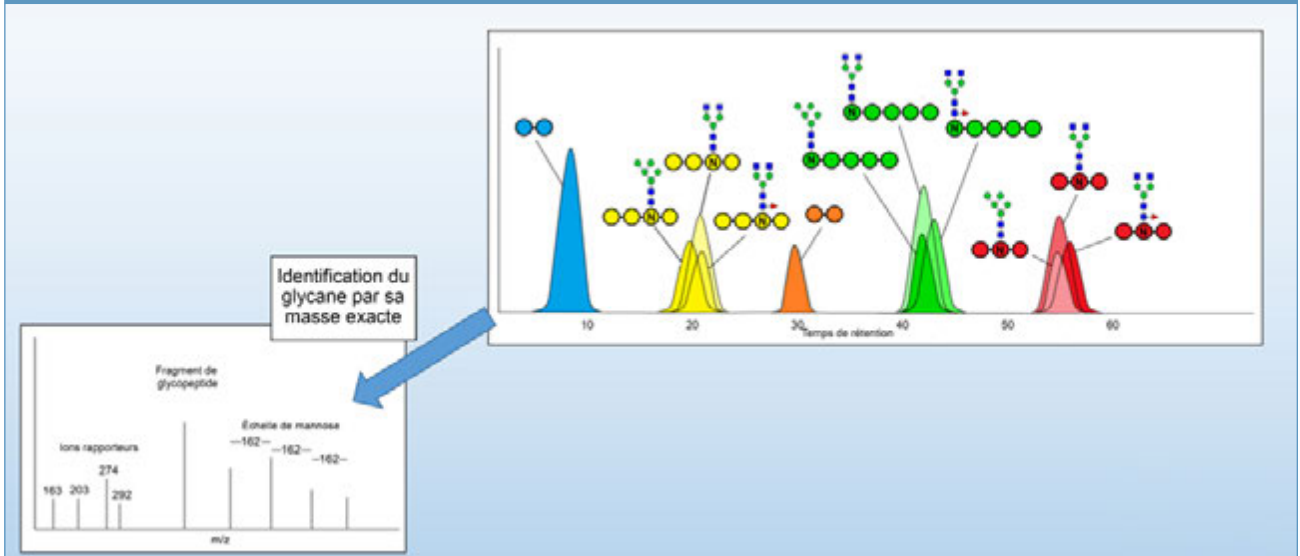 N
N
N
N
N
N
N
N
N
10 20 30 40 50 60
Temps de rétention
Identification du
glycane par sa
masse exacte
Fragment de
glycopeptide
Échelle de mannose
---162---
---162---
--162--
Ions rapporteurs
274
163 203
292
m/z